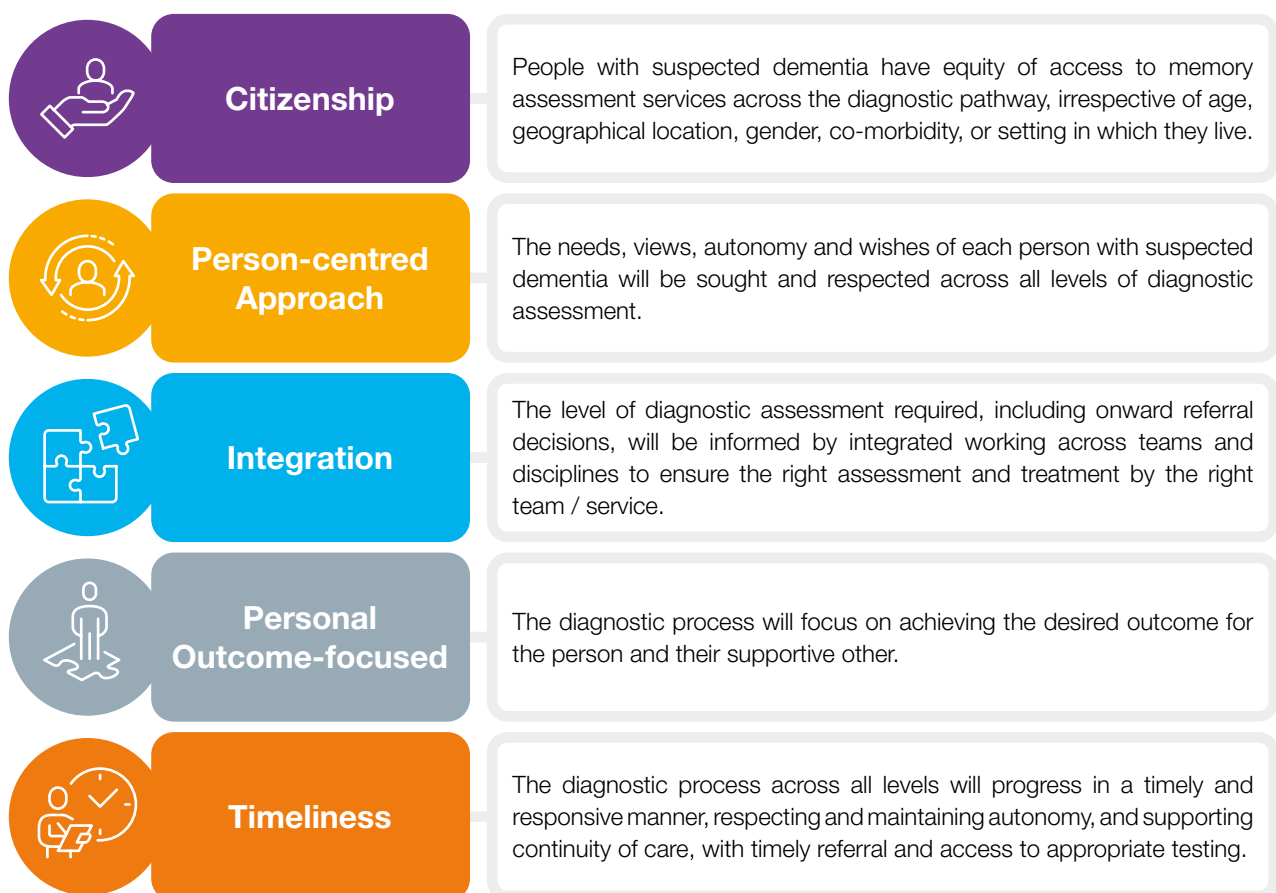 Citizenship
People with suspected dementia have equity of access to memory
assessment services across the diagnostic pathway, irrespective of age,
geographical location, gender, co-morbidity, or setting in which they live.
Person-centred
Approach
The needs, views, autonomy and wishes of each person with suspected
dementia will be sought and respected across all levels of diagnostic
assessment.
Integration
The level of diagnostic assessment required, including onward referral
decisions, will be informed by integrated working across teams and
disciplines to ensure the right assessment and treatment by the right
team / service.
Personal
Outcome-focused
The diagnostic process will focus on achieving the desired outcome for
the person and their supportive other.
Timeliness
The diagnostic process across all levels will progress in a timely and
responsive manner, respecting and maintaining autonomy, and supporting
continuity of care, with timely referral and access to appropriate testing.